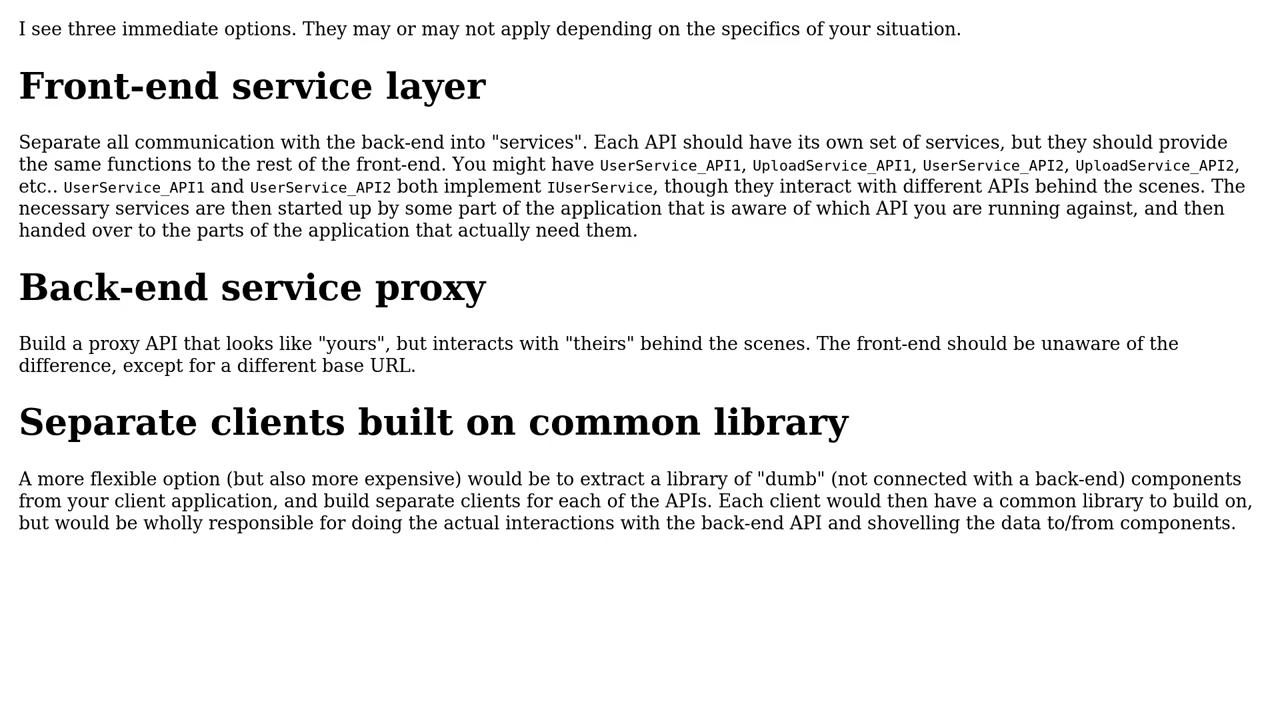 I see three immediate options. They may or may not apply depending on the specifics of your situation.
Front-end service layer
Separate all communication with the back-end into "services". Each API should have its own set of services, but they should provide
the same functions to the rest of the front-end. You might have UserService_API1, UploadService_API1, UserService_API2, UploadService_API2,
etc.. UserService_API1 and UserService_API2 both implement IUserService, though they interact with different APIs behind the scenes. The
necessary services are then started up by some part of the application that is aware of which API you are running against, and then
handed over to the parts of the application that actually need them.
Back-end service proxy
Build a proxy API that looks like "yours", but interacts with "theirs" behind the scenes. The front-end should be unaware of the
difference, except for a different base URL.
Separate clients built on common library
A more flexible option (but also more expensive) would be to extract a library of "dumb" (not connected with a back-end) components
from your client application, and build separate clients for each of the APIs. Each client would then have a common library to build on,
but would be wholly responsible for doing the actual interactions with the back-end API and shovelling the data to/from components.